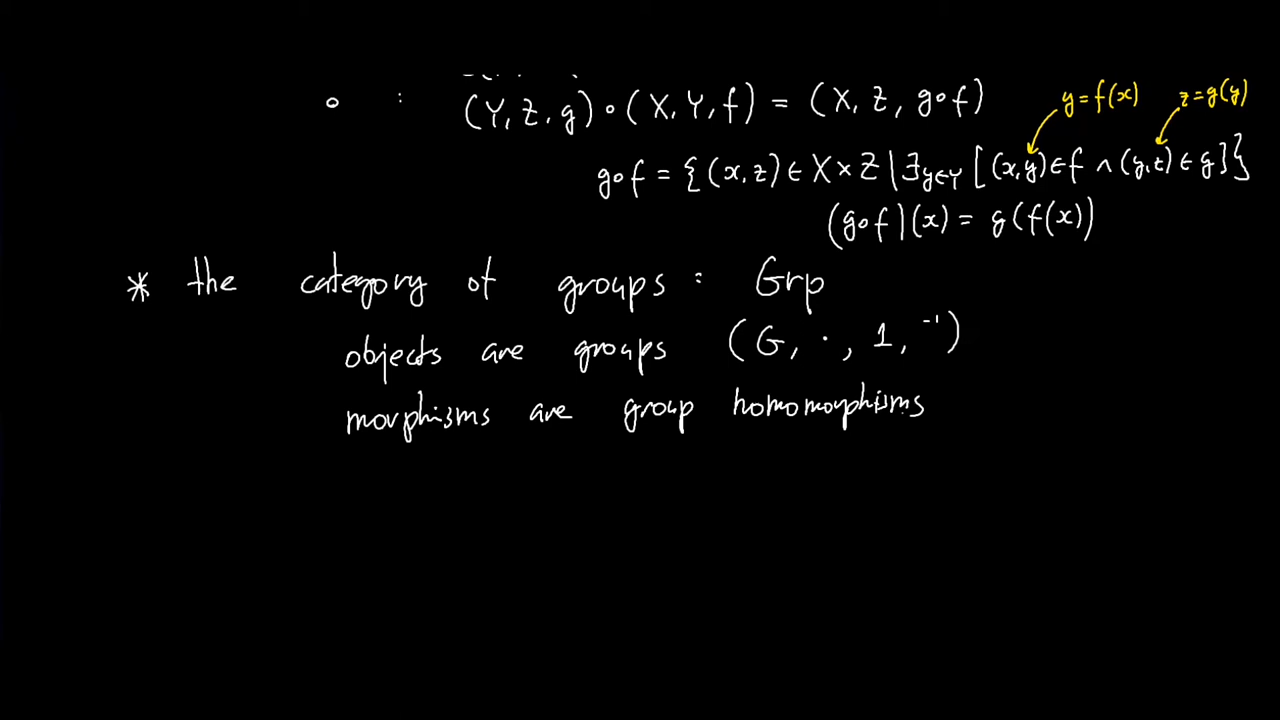 ∘ : (Y, Z, g)∘(X, Y, f) = (X, Z, g∘f)
y=f(x) z=g(y)
g∘f = {(x,z)∈X×Z|∃y∈Y[(x,y)∈f ∧ (y,z)∈g]}
(g∘f)(x) = g(f(x))
* the category of groups : Grp
objects are groups (G, ·, 1, ⁻¹)
morphisms are group homomorphisms